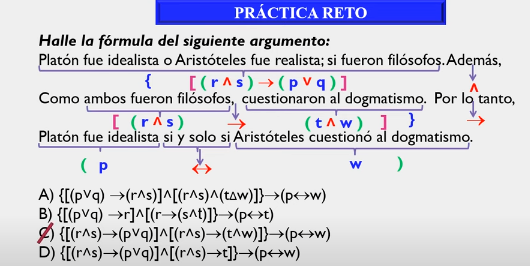 PRÁCTICA RETO
Halle la fórmula del siguiente argumento:
Platón fue idealista o Aristóteles fue realista; si fueron filósofos. Además,
{ [ ( r ∧ s ) → ( p ∨ q ) ] ∧
Como ambos fueron filósofos, cuestionaron al dogmatismo. Por lo tanto,
[ ( r ∧ s ) → ( t ∧ w ) ] } →
Platón fue idealista si y solo si Aristóteles cuestionó al dogmatismo.
( p ↔ w )
A) {[(p∨q) →(r∧s)]∧[(r∧s)∧(t∆w)]}→(p↔w)
B) {[(p∨q) →r]∧[(r→(s∧t)]}→(p↔t)
C) {[(r∧s)→(p∨q)]∧[(r∧s)→(t∧w)]}→(p↔w)
D) {[(r∧s)→(p∨q)]∧[(r∧s)→t]}→(p↔w)